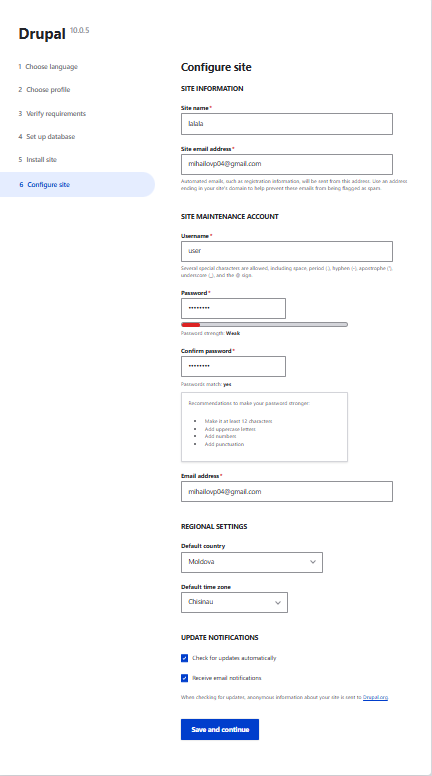 Drupal 10.0.5
1 Choose language
2 Choose profile
3 Verify requirements
4 Set up database
5 Install site
6 Configure site
Configure site
SITE INFORMATION
Site name*
lalala
Site email address*
mihailovp04@gmail.com
Automated emails, such as registration information, will be sent from this address. Use an address
ending in your site's domain to help prevent these emails from being flagged as spam.
SITE MAINTENANCE ACCOUNT
Username*
user
Several special characters are allowed, including space, period (.), hyphen (-), apostrophe ('),
underscore (_), and the @ sign.
Password*
••••••••
Password strength: Weak
Confirm password*
••••••••
Passwords match: yes
Recommendations to make your password stronger:
• Make it at least 12 characters
• Add uppercase letters
• Add numbers
• Add punctuation
Email address*
mihailovp04@gmail.com
REGIONAL SETTINGS
Default country
Moldova
Default time zone
Chisinau
UPDATE NOTIFICATIONS
Check for updates automatically
Receive email notifications
When checking for updates, anonymous information about your site is sent to Drupal.org.
Save and continue